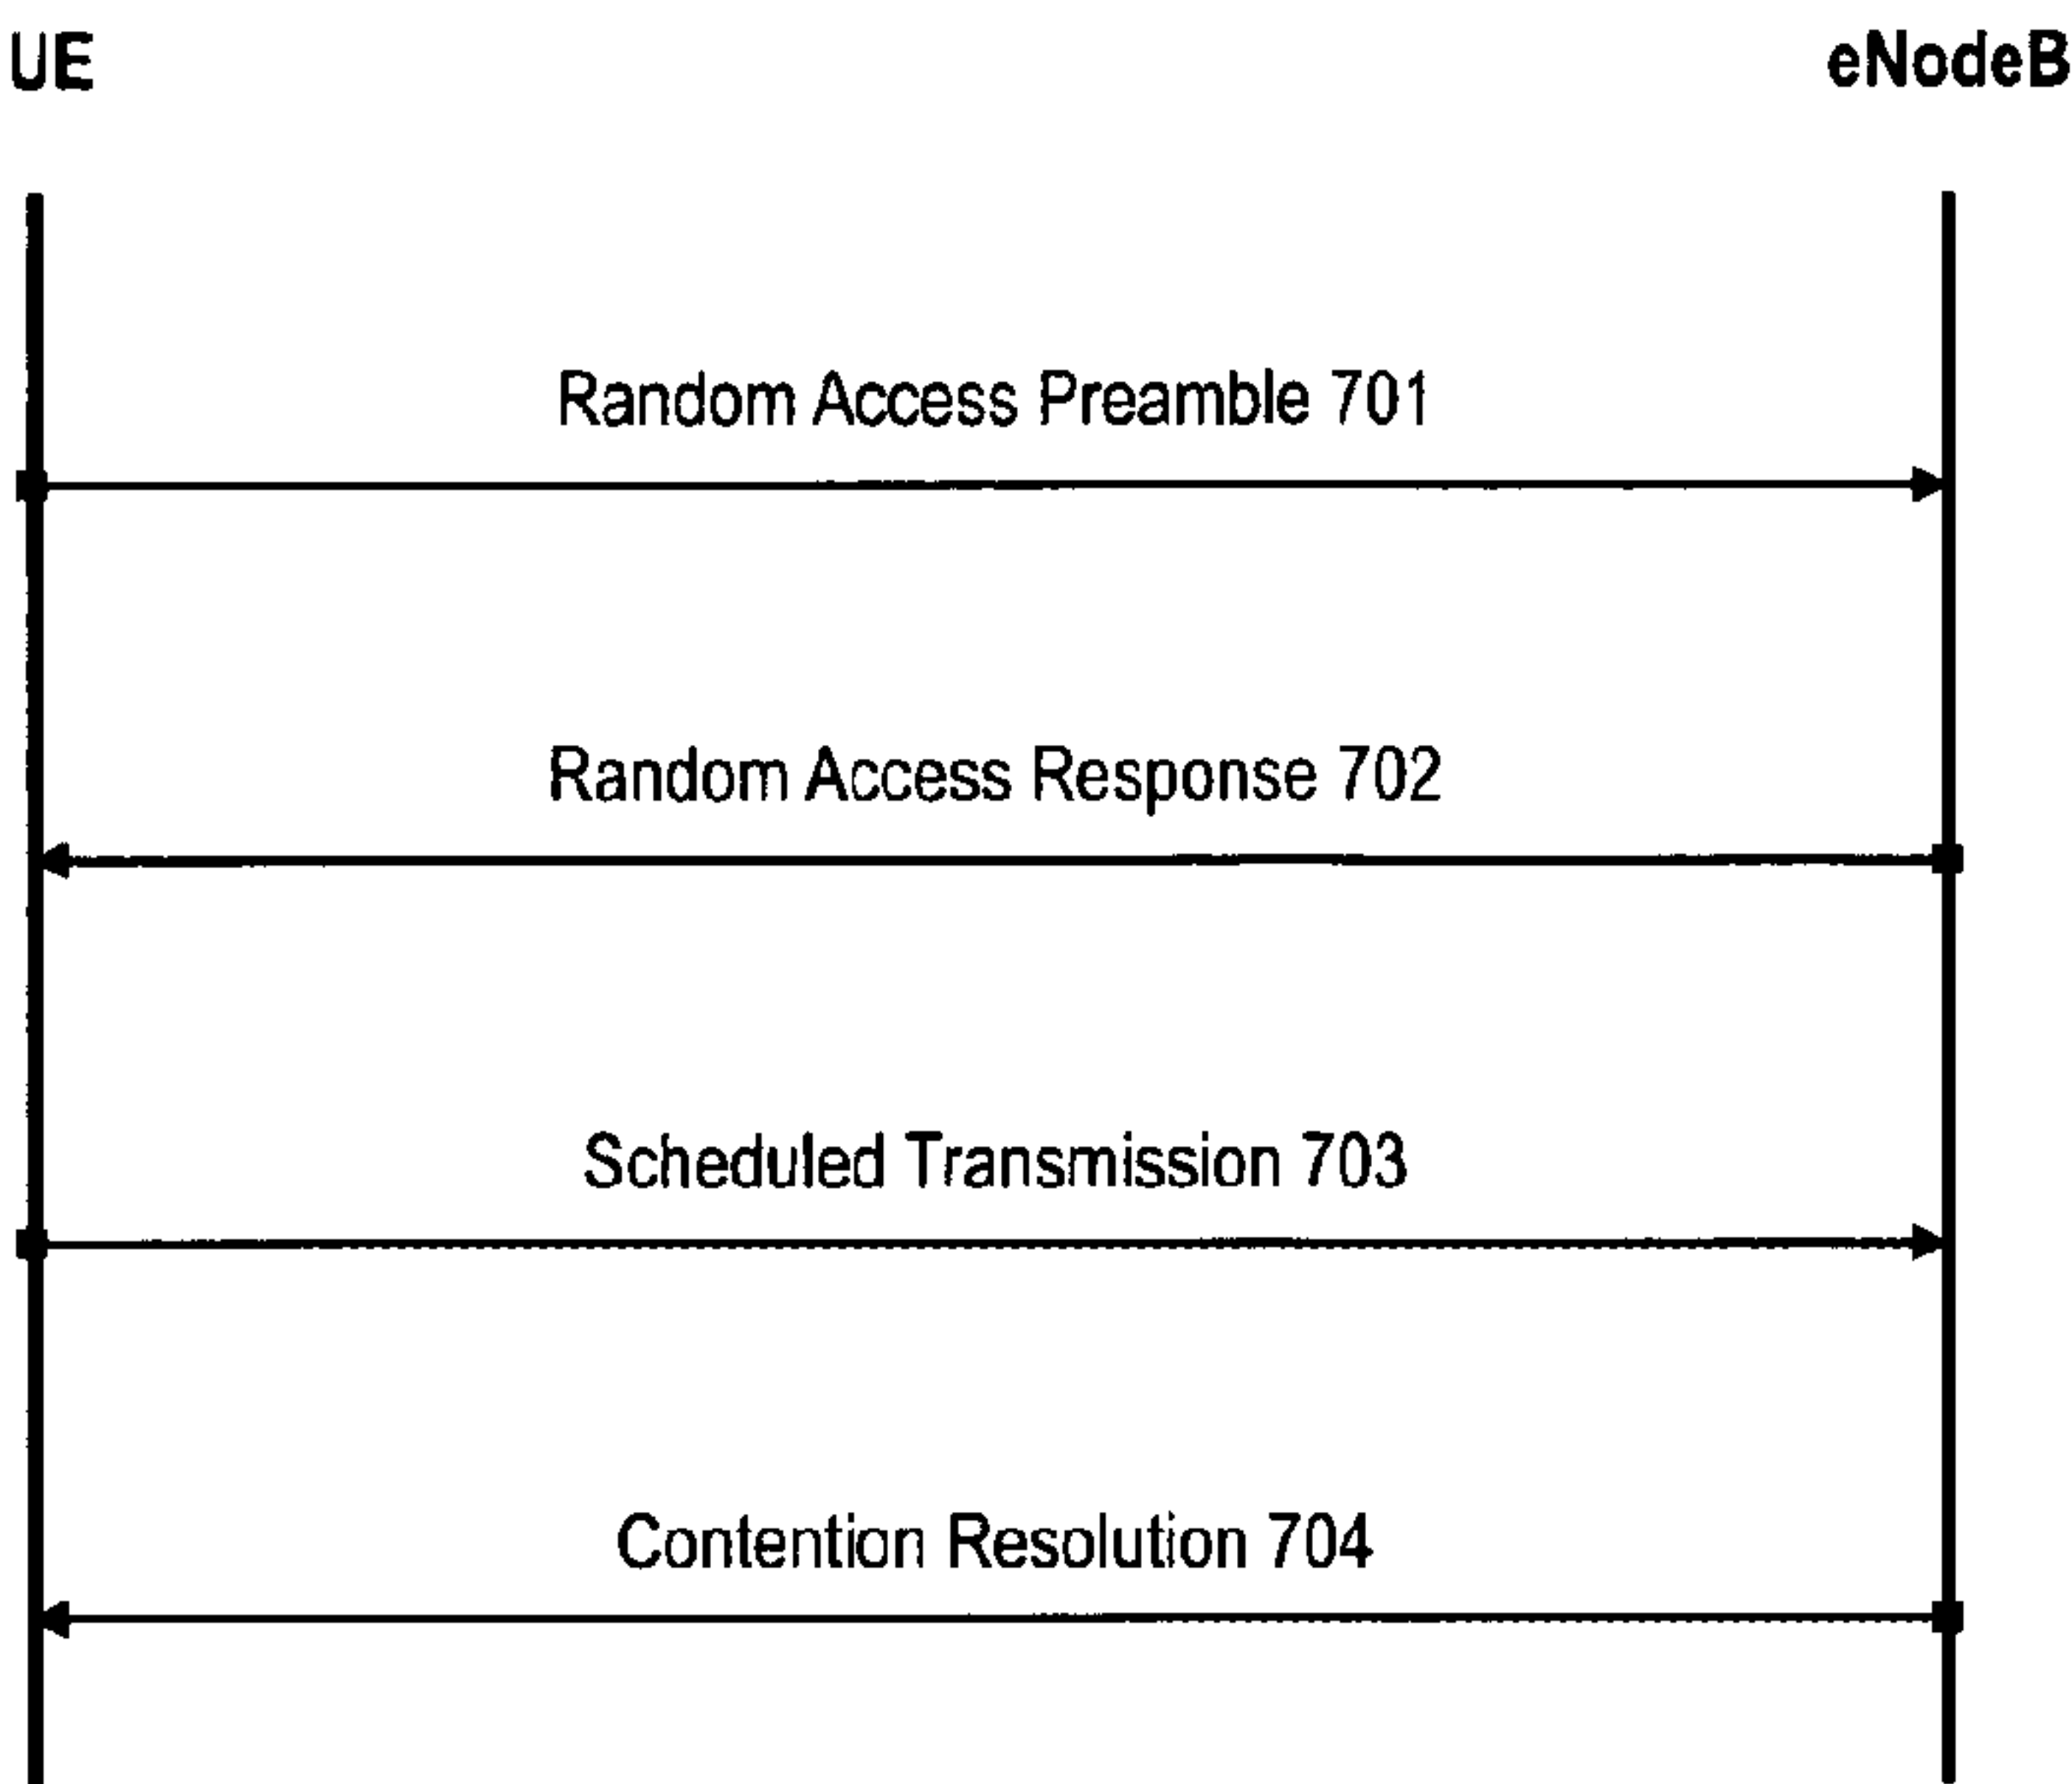 UE eNodeB
Random Access Preamble 701
Random Access Response 702
Scheduled Transmission 703
Contention Resolution 704